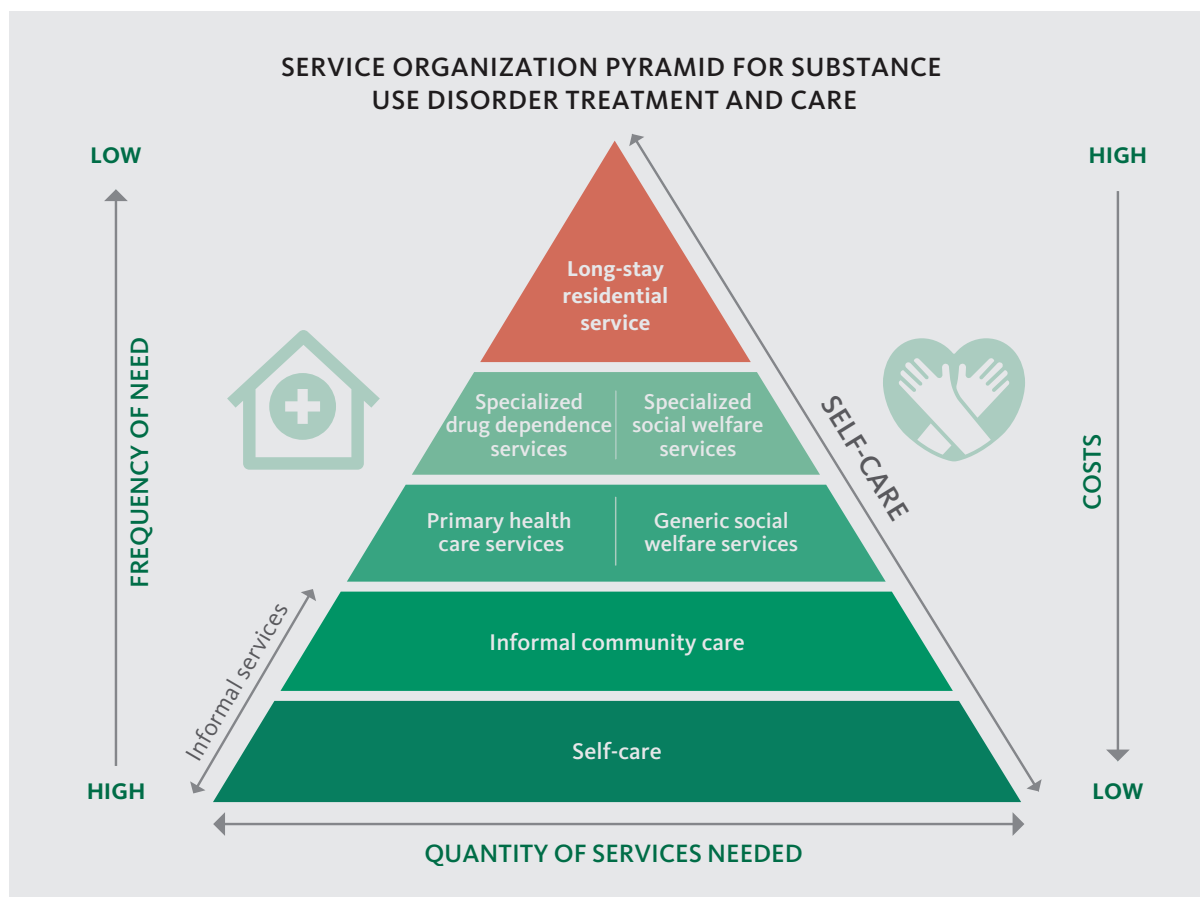 SERVICE ORGANIZATION PYRAMID FOR SUBSTANCE
USE DISORDER TREATMENT AND CARE
LOW
HIGH
Long-stay
residential
service
FREQUENCY OF NEED
Specialized
drug dependence
services
Specialized
social welfare
services
SELF-CARE
COSTS
Primary health
care services
Generic social
welfare services
Informal services
Informal community care
Self-care
HIGH
LOW
QUANTITY OF SERVICES NEEDED